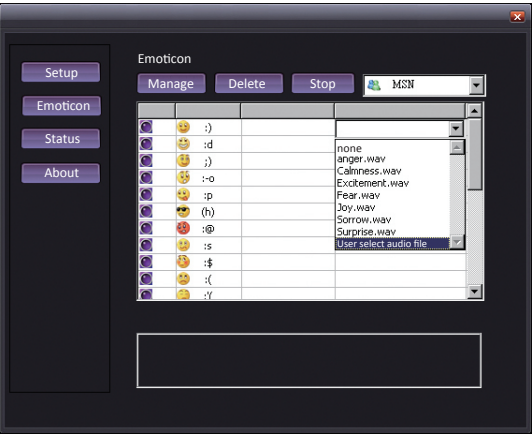 Emoticon
Setup
Manage Delete Stop MSN
Emoticon
Status
About
:)
:d
;)
:-o
:p
(h)
:@
:s
:$
:(
:'(
none
anger.wav
Calmness.wav
Excitement.wav
Fear.wav
Joy.wav
Sorrow.wav
Surprise.wav
User select audio file